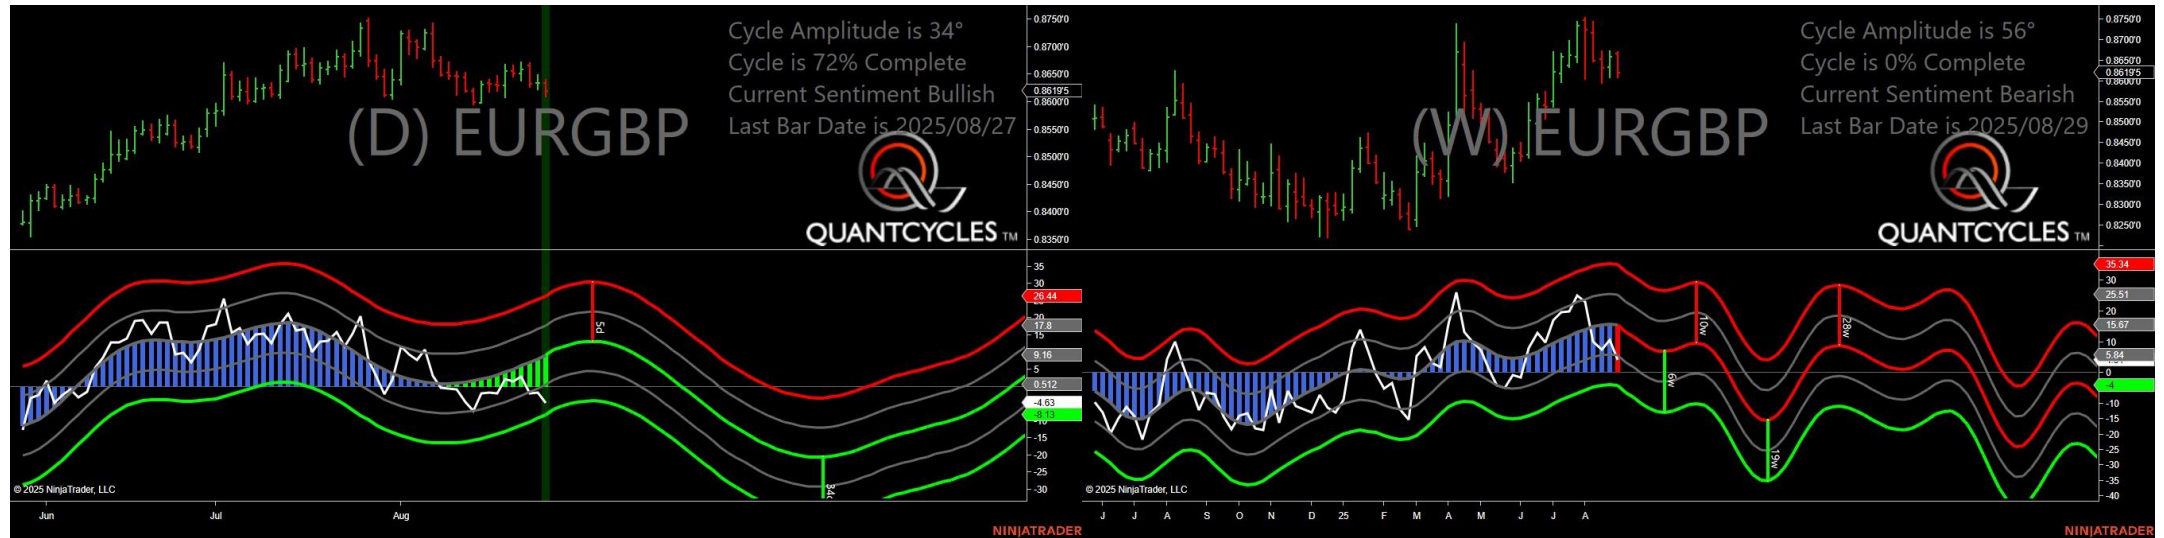 Cycle Amplitude is 34°
Cycle is 72% Complete
Current Sentiment Bullish
Last Bar Date is 2025/08/27
(D) EURGBP
QUANTCYCLES TM
0.8750'0
0.8700'0
0.8650'0
0.8619'5
0.8600'0
0.8550'0
0.8500'0
0.8450'0
0.8400'0
0.8350'0
35
30
26.44
20
17.8
15
9.16
5
0.512
-4.63
-8.13
-10
-15
-20
-25
-30
5d
© 2025 NinjaTrader, LLC
Jun
Jul
Aug
NINJATRADER
Cycle Amplitude is 56°
Cycle is 0% Complete
Current Sentiment Bearish
Last Bar Date is 2025/08/29
(W) EURGBP
QUANTCYCLES TM
0.8750'0
0.8700'0
0.8650'0
0.8619'5
0.8600'0
0.8550'0
0.8500'0
0.8450'0
0.8400'0
0.8350'0
0.8300'0
0.8250'0
35.34
30
25.51
20
15.67
10
5.84
0
-4
-10
-15
-20
-25
-30
-35
-40
10w
28w
6w
19w
© 2025 NinjaTrader, LLC
J
J
A
S
O
N
D
25
F
M
A
M
J
J
A
NINJATRADER